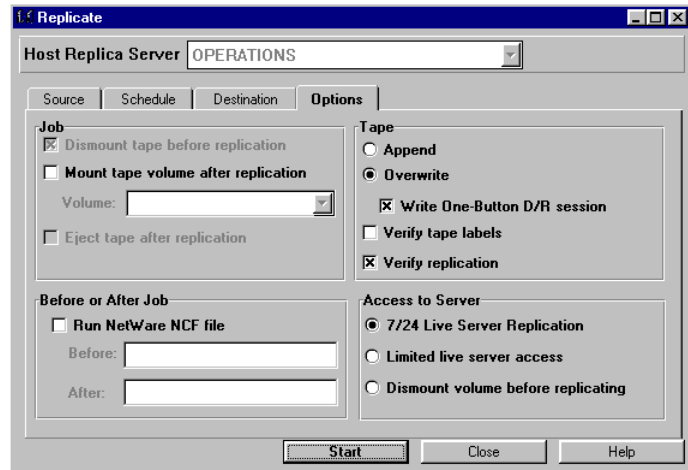 Replicate
Host Replica Server OPERATIONS
Source Schedule Destination Options
Job
Dismount tape before replication
Mount tape volume after replication
Volume:
Eject tape after replication
Tape
Append
Overwrite
Write One-Button D/R session
Verify tape labels
Verify replication
Before or After Job
Run NetWare NCF file
Before:
After:
Access to Server
7/24 Live Server Replication
Limited live server access
Dismount volume before replicating
Start Close Help